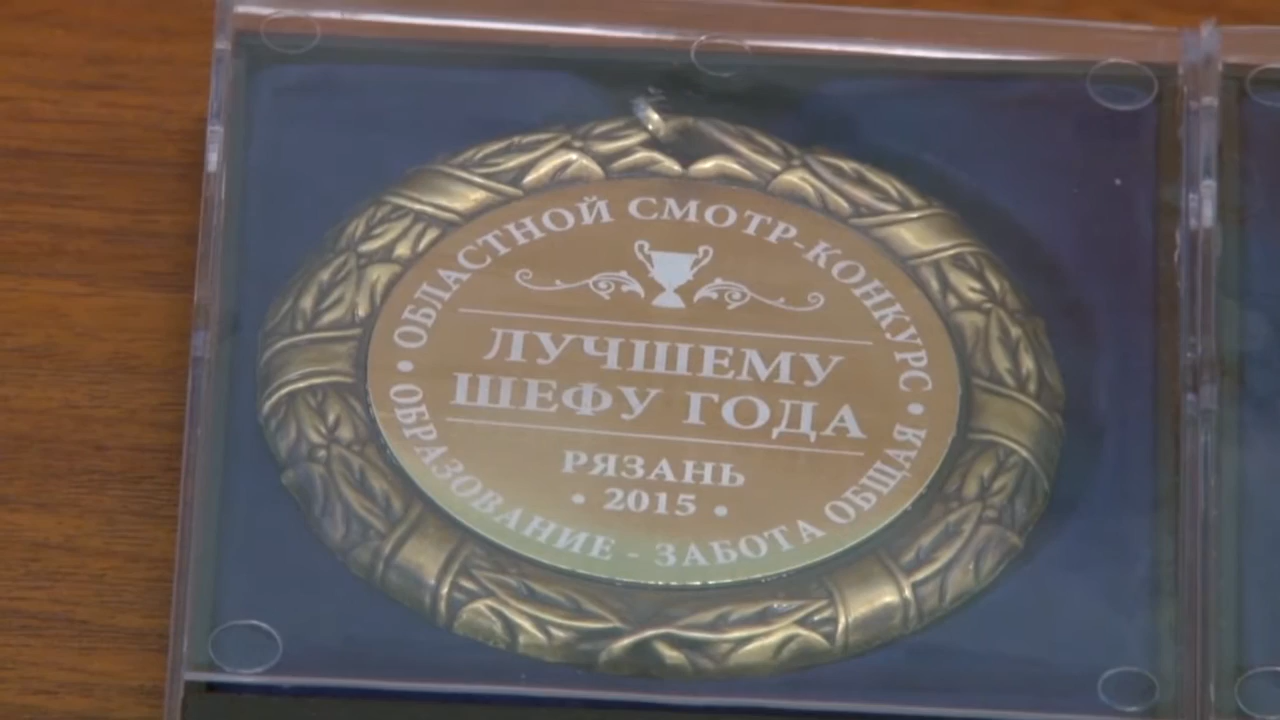 • ОБЛАСТНОЙ СМОТР-КОНКУРС •
ЛУЧШЕМУ
ШЕФУ ГОДА
РЯЗАНЬ
• 2015 •
ОБРАЗОВАНИЕ - ЗАБОТА ОБЩАЯ